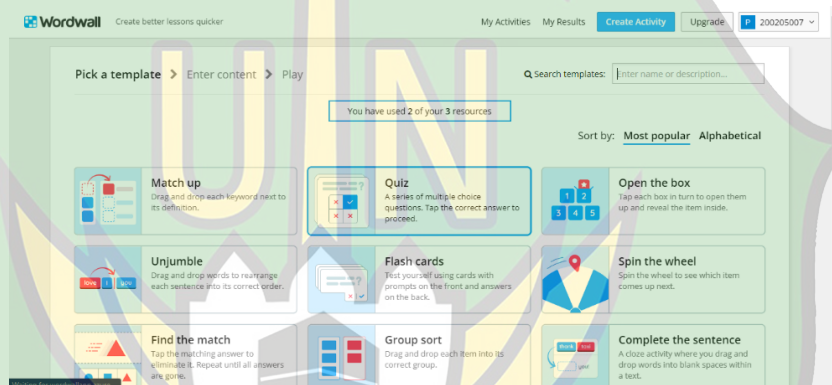 Wordwall Create better lessons quicker My Activities My Results Create Activity Upgrade P 200205007
Pick a template > Enter content > Play Search templates: Enter name or description...
You have used 2 of your 3 resources
Sort by: Most popular Alphabetical
Match up
Drag and drop each keyword next to
its definition.
Quiz
A series of multiple choice
questions. Tap the correct answer to
proceed.
Open the box
Tap each box in turn to open them
up and reveal the item inside.
1 2
3 4 5
Unjumble
Drag and drop words to rearrange
each sentence into its correct order.
love I you
Flash cards
Test yourself using cards with
prompts on the front and answers
on the back.
Spin the wheel
Spin the wheel to see which item
comes up next.
Find the match
Tap the matching answer to
eliminate it. Repeat until all answers
are gone.
Group sort
Drag and drop each item into its
correct group.
Complete the sentence
A cloze activity where you drag and
drop words into blank spaces within
a text.
UIN